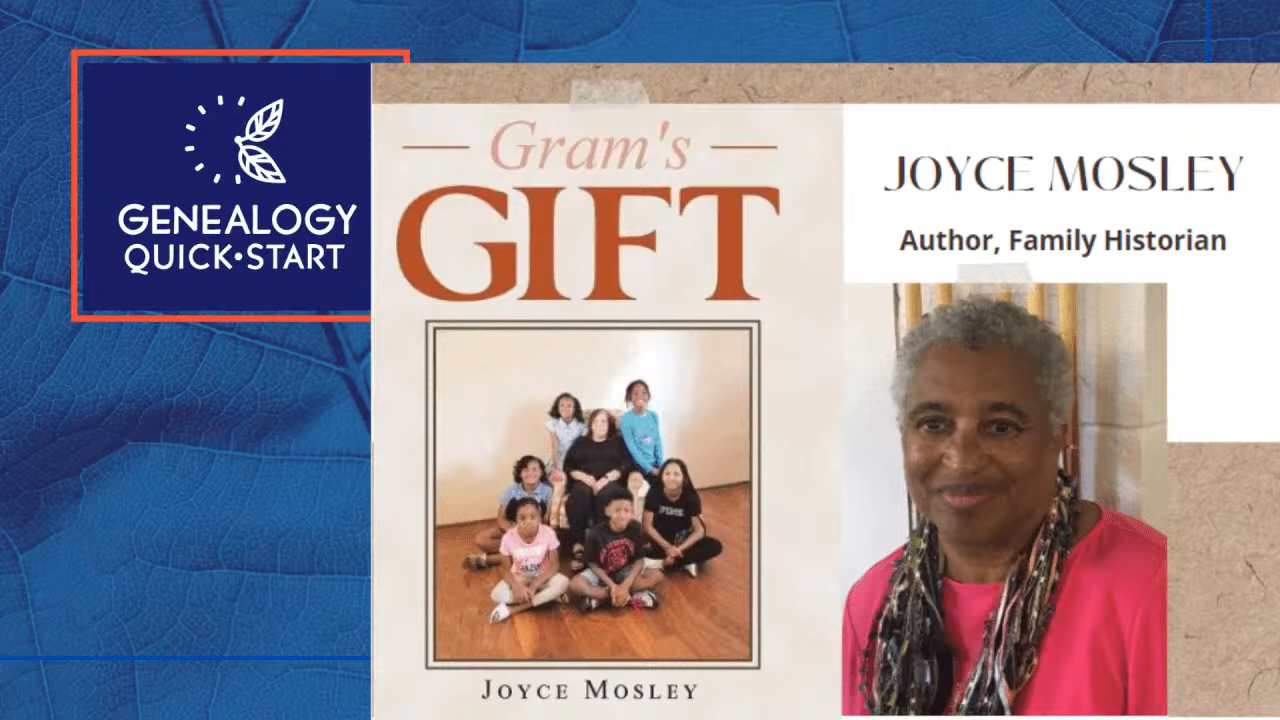 GENEALOGY
QUICK•START
Gram's
GIFT
JOYCE MOSLEY
JOYCE MOSLEY
Author, Family Historian